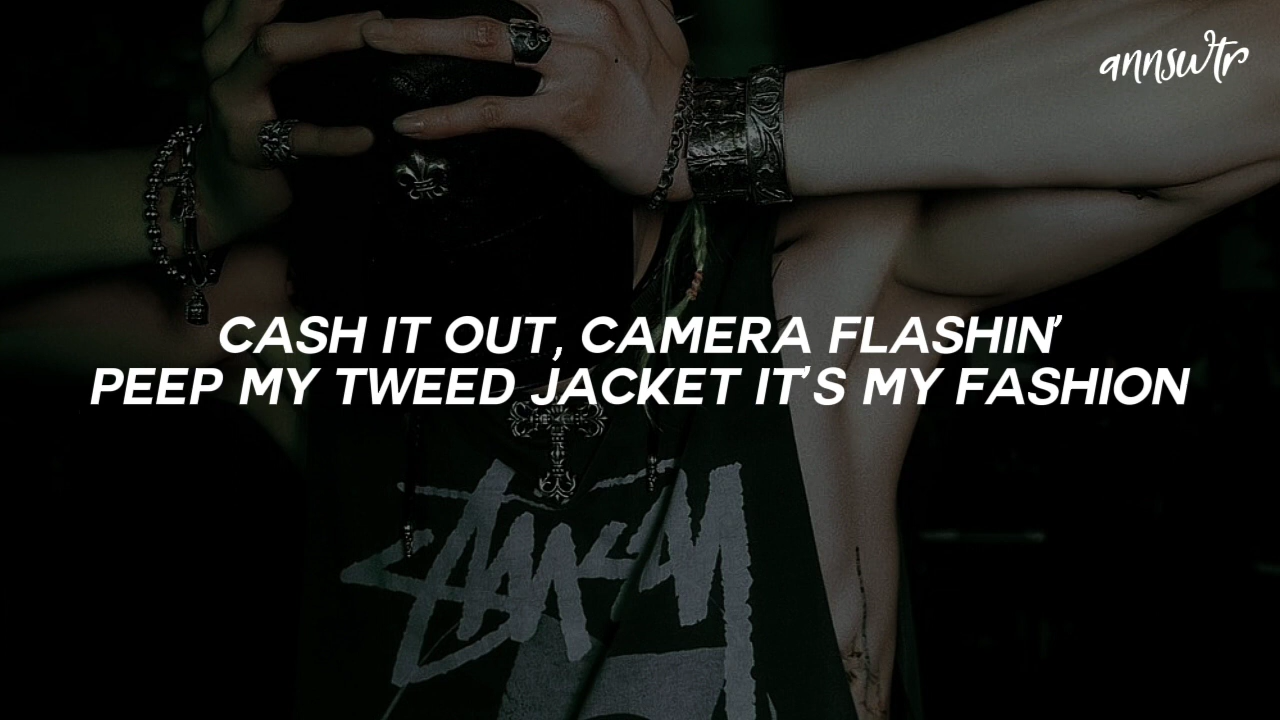 annswtr
CASH IT OUT, CAMERA FLASHIN'
PEEP MY TWEED JACKET IT'S MY FASHION
Stüssy